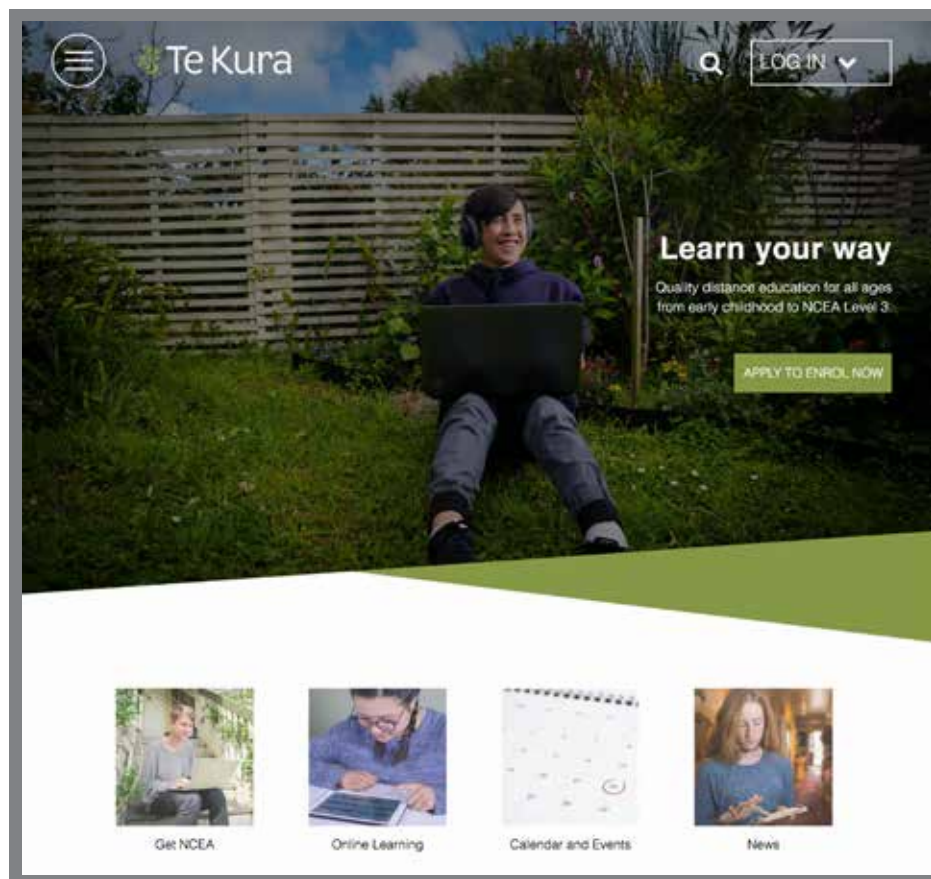 Te Kura
LOG IN
Learn your way
Quality distance education for all ages
from early childhood to NCEA Level 3.
APPLY TO ENROL NOW
Get NCEA
Online Learning
Calendar and Events
News